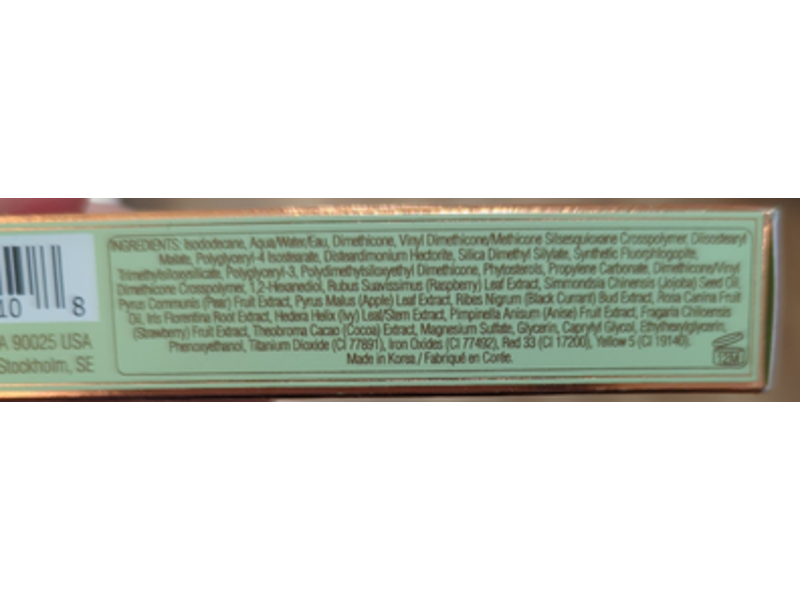 INGREDIENTS: Isododecane, Aqua/Water/Eau, Dimethicone, Vinyl Dimethicone/Methicone Silsesquioxane Crosspolymer, Diisostearyl
Malate, Polyglyceryl-4 Isostearate, Disteardimonium Hectorite, Silica Dimethyl Silylate, Synthetic Fluorphlogopite,
Trimethylsiloxysilicate, Polyglyceryl-3, Polydimethylsiloxyethyl Dimethicone, Phytosterols, Propylene Carbonate, Dimethicone/Vinyl
Dimethicone Crosspolymer, 1,2-Hexanediol, Rubus Suavissimus (Raspberry) Leaf Extract, Simmondsia Chinensis (Jojoba) Seed Oil,
Pyrus Communis (Pear) Fruit Extract, Pyrus Malus (Apple) Leaf Extract, Ribes Nigrum (Black Currant) Bud Extract, Rosa Canina Fruit
Oil, Iris Florentina Root Extract, Hedera Helix (Ivy) Leaf/Stem Extract, Pimpinella Anisum (Anise) Fruit Extract, Fragaria Chiloensis
(Strawberry) Fruit Extract, Theobroma Cacao (Cocoa) Extract, Magnesium Sulfate, Glycerin, Caprylyl Glycol, Ethylhexylglycerin,
Phenoxyethanol, Titanium Dioxide (CI 77891), Iron Oxides (CI 77492), Red 33 (CI 17200), Yellow 5 (CI 19140).
Made in Korea./ Fabriqué en Corée.
12M
10 8
A 90025 USA
Stockholm, SE